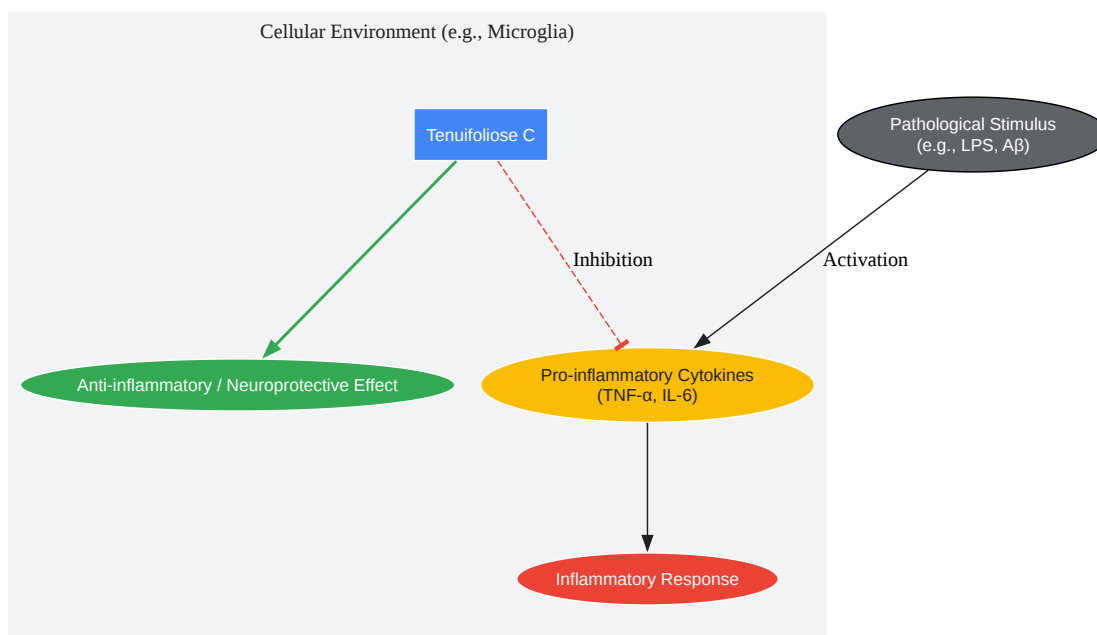 Cellular Environment (e.g., Microglia)
Tenuifoliose C
Pathological Stimulus
(e.g., LPS, Aβ)
Inhibition
Activation
Anti-inflammatory / Neuroprotective Effect
Pro-inflammatory Cytokines
(TNF-α, IL-6)
Inflammatory Response